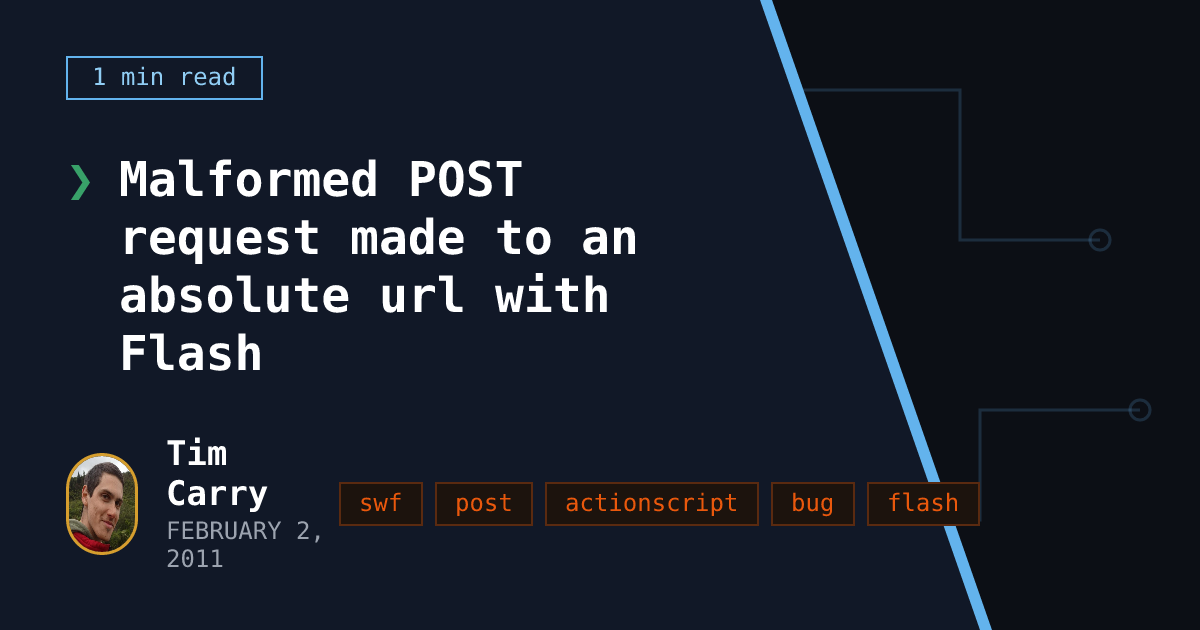 1 min read
❯ Malformed POST
request made to an
absolute url with
Flash
Tim
Carry
FEBRUARY 2,
2011
swf post actionscript bug flash